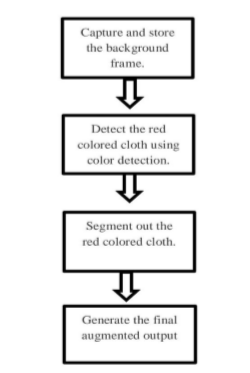 Capture and store
the background
frame.
Detect the red
colored cloth using
color detection.
Segment out the
red colored cloth.
Generate the final
augmented output